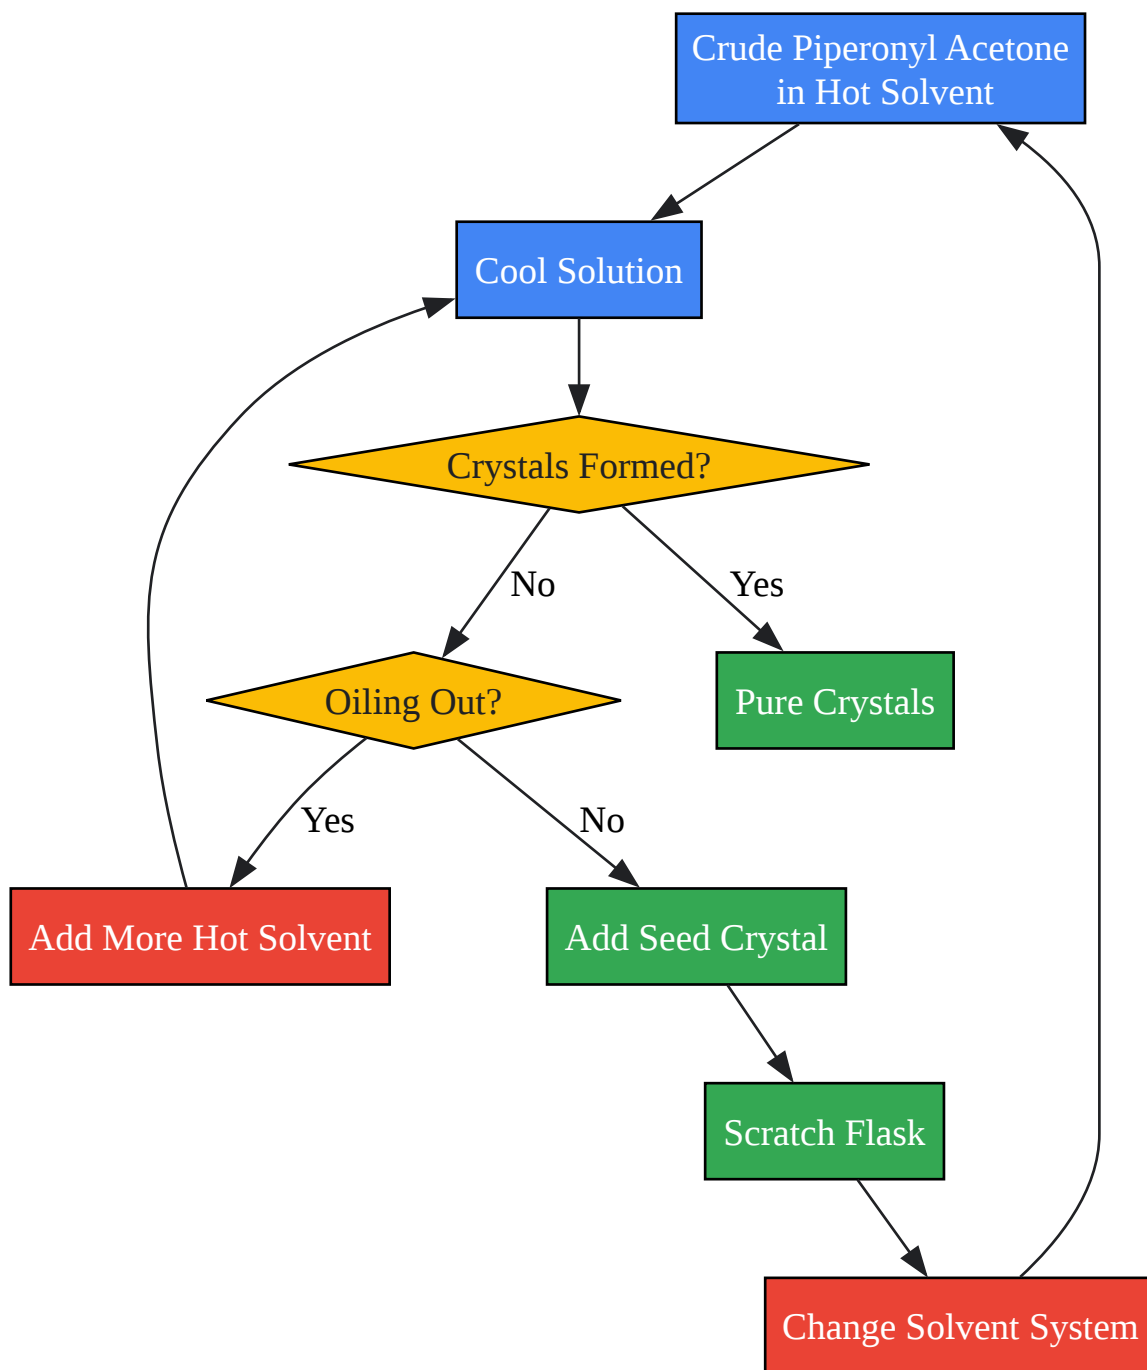 Crude Piperonyl Acetone
in Hot Solvent
Cool Solution
Crystals Formed?
No
Yes
Oiling Out?
Pure Crystals
Yes
No
Add More Hot Solvent
Add Seed Crystal
Scratch Flask
Change Solvent System